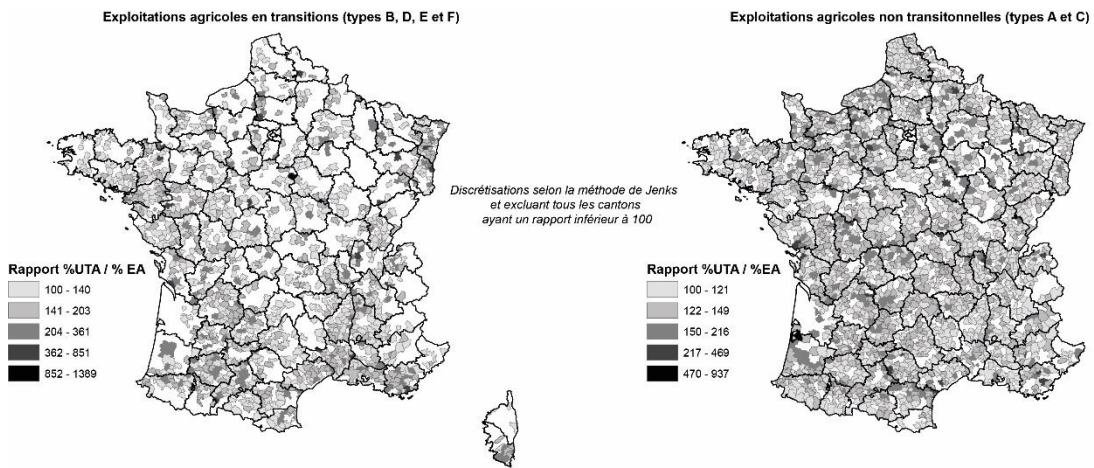 Exploitations agricoles en transitions (types B, D, E et F)
Exploitations agricoles non transitonnelles (types A et C)
Discrétisations selon la méthode de Jenks
et excluant tous les cantons
ayant un rapport inférieur à 100
Rapport %UTA / % EA
100 - 140
141 - 203
204 - 361
362 - 851
852 - 1389
Rapport %UTA / %EA
100 - 121
122 - 149
150 - 216
217 - 469
470 - 937